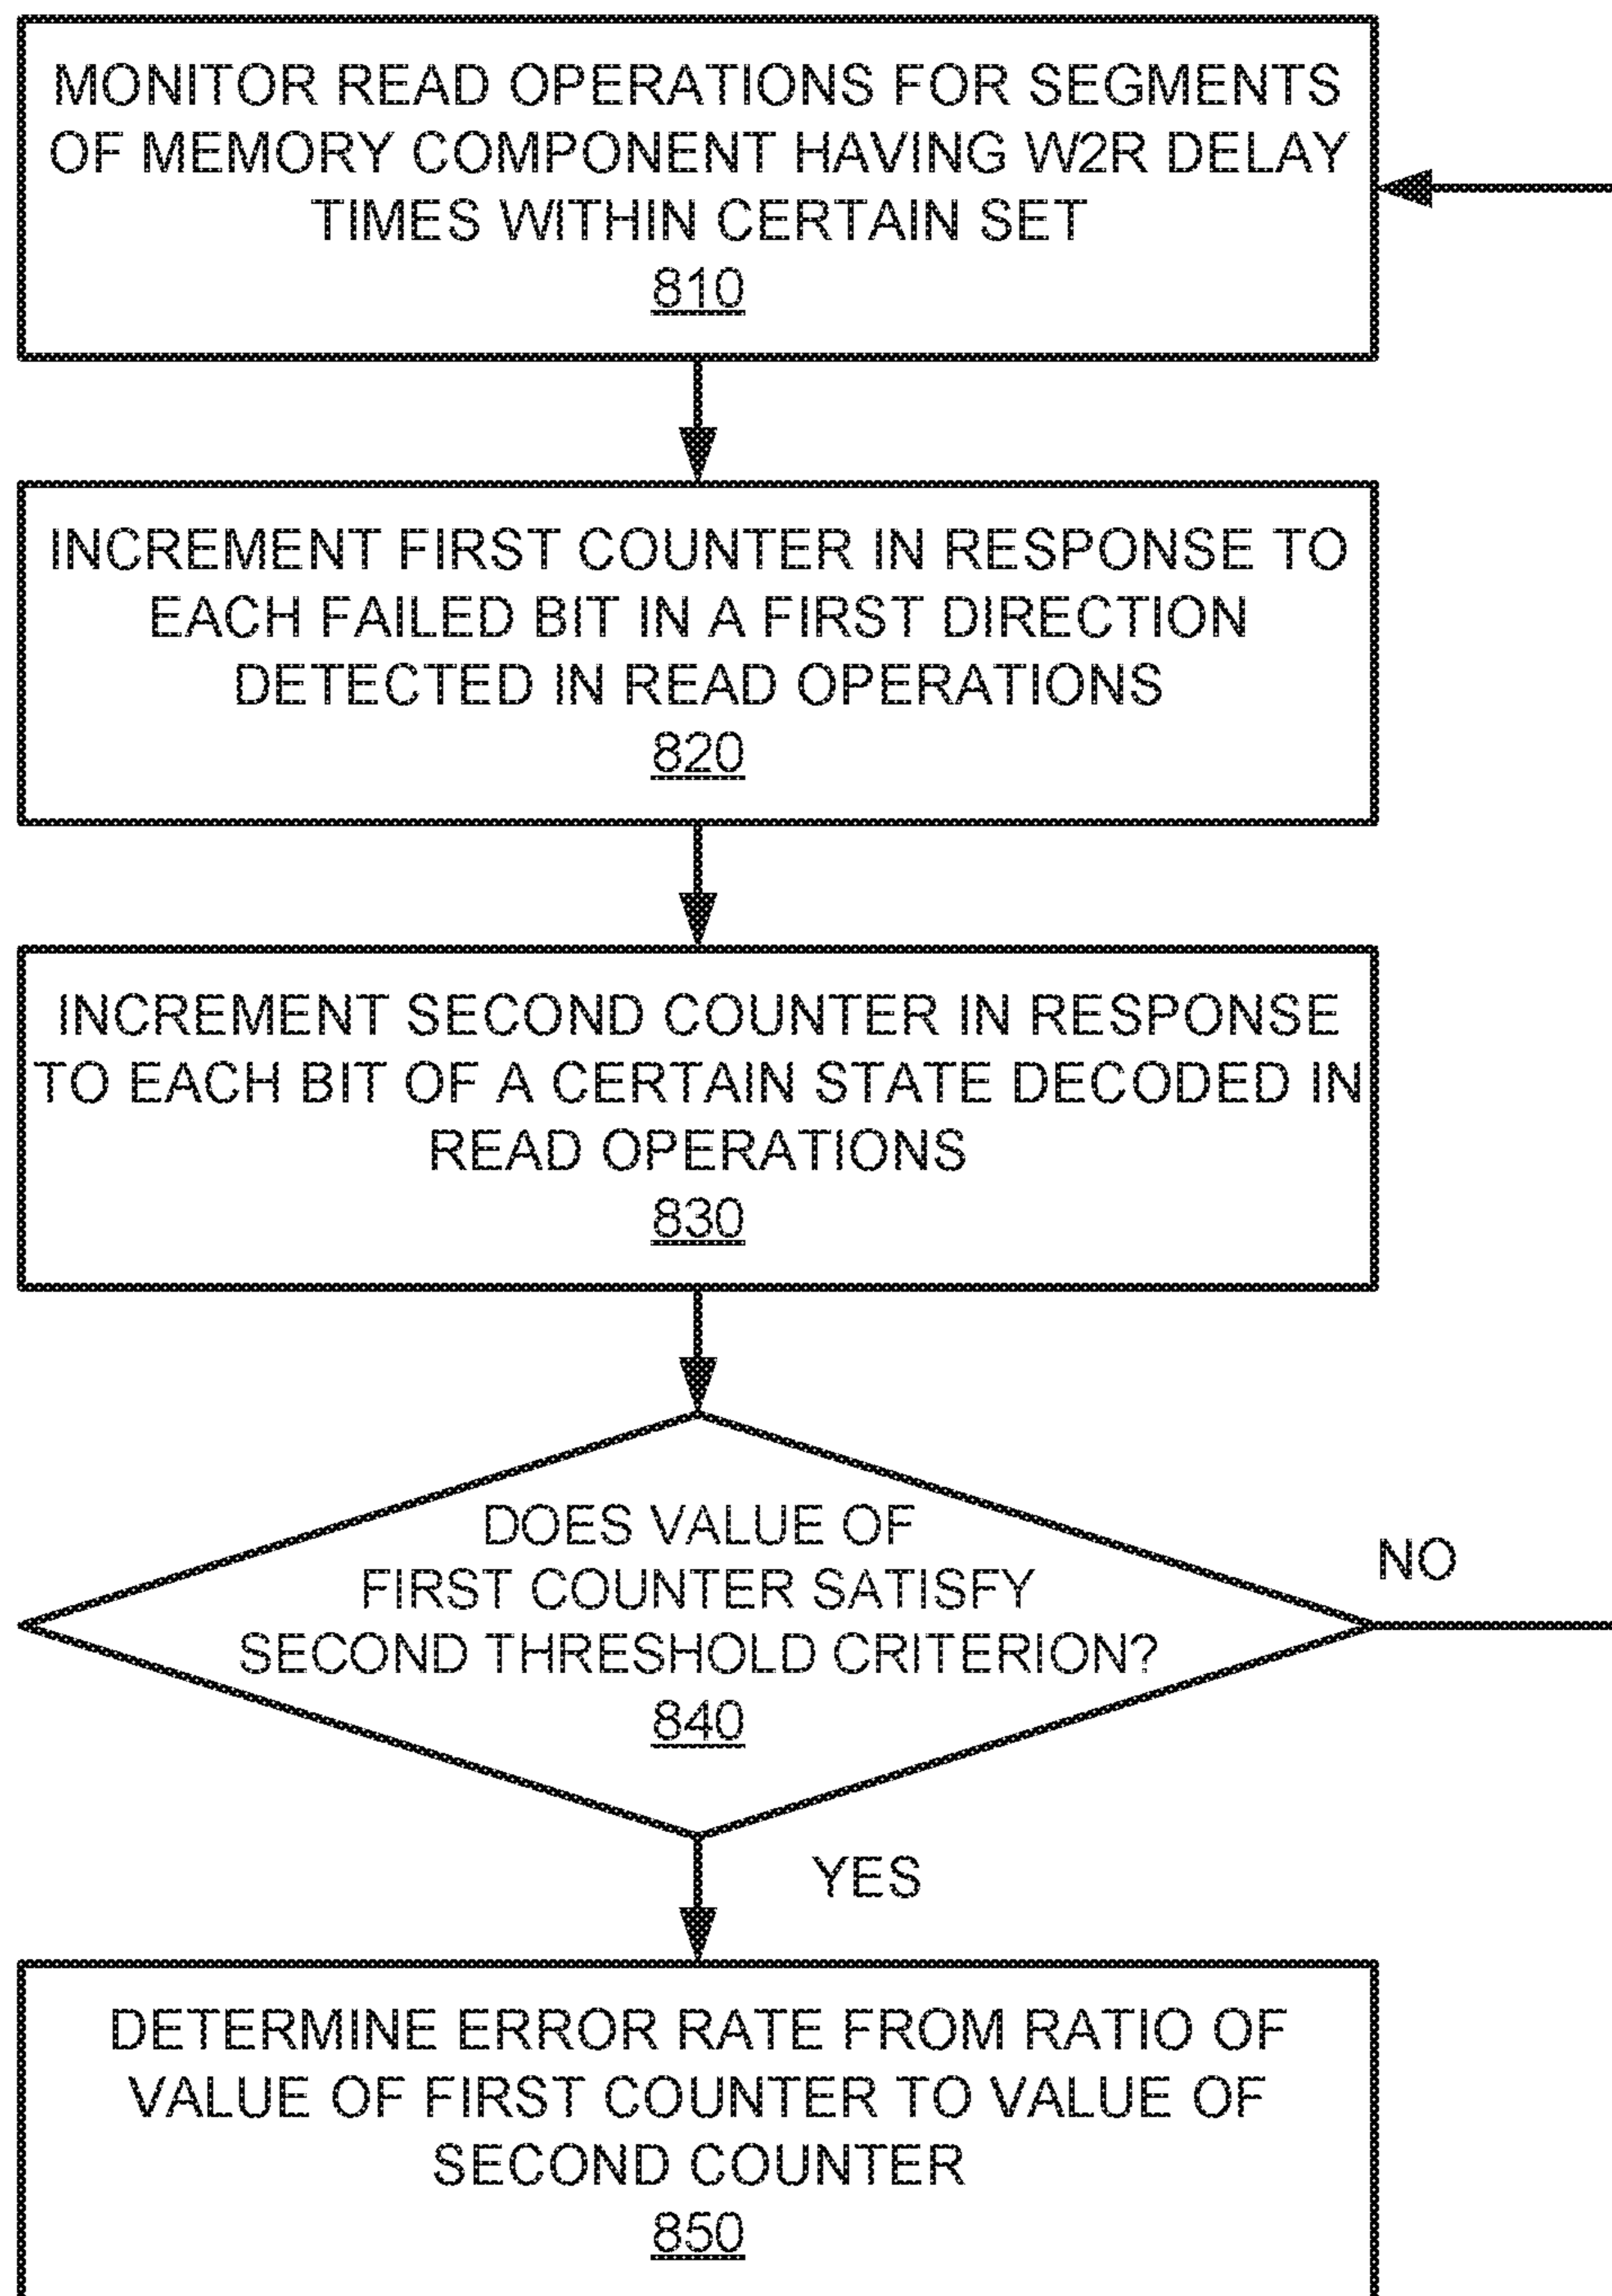 MONITOR READ OPERATIONS FOR SEGMENTS
OF MEMORY COMPONENT HAVING W2R DELAY
TIMES WITHIN CERTAIN SET
810
INCREMENT FIRST COUNTER IN RESPONSE TO
EACH FAILED BIT IN A FIRST DIRECTION
DETECTED IN READ OPERATIONS
820
INCREMENT SECOND COUNTER IN RESPONSE
TO EACH BIT OF A CERTAIN STATE DECODED IN
READ OPERATIONS
830
DOES VALUE OF
FIRST COUNTER SATISFY
SECOND THRESHOLD CRITERION?
840
NO
YES
DETERMINE ERROR RATE FROM RATIO OF
VALUE OF FIRST COUNTER TO VALUE OF
SECOND COUNTER
850